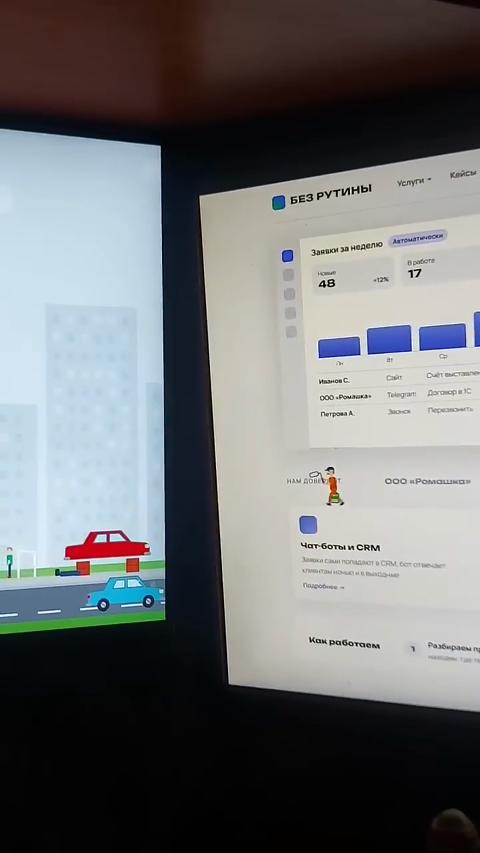 БЕЗ РУТИНЫ
Услуги
Кейсы
Заявки за неделю
Автоматически
Новые
48
+12%
В работе
17
Пн
Вт
Ср
Иванов С.
Сайт
ООО «Ромашка»
Telegram
Договор в 1С
Петрова А.
Звонок
Перезвонить
ООО «Ромашка»
Чат-боты и CRM
Заявки сами попадают в CRM, бот отвечает
клиентам ночью и в выходные
Подробнее →
Как работаем
1
Разбираем